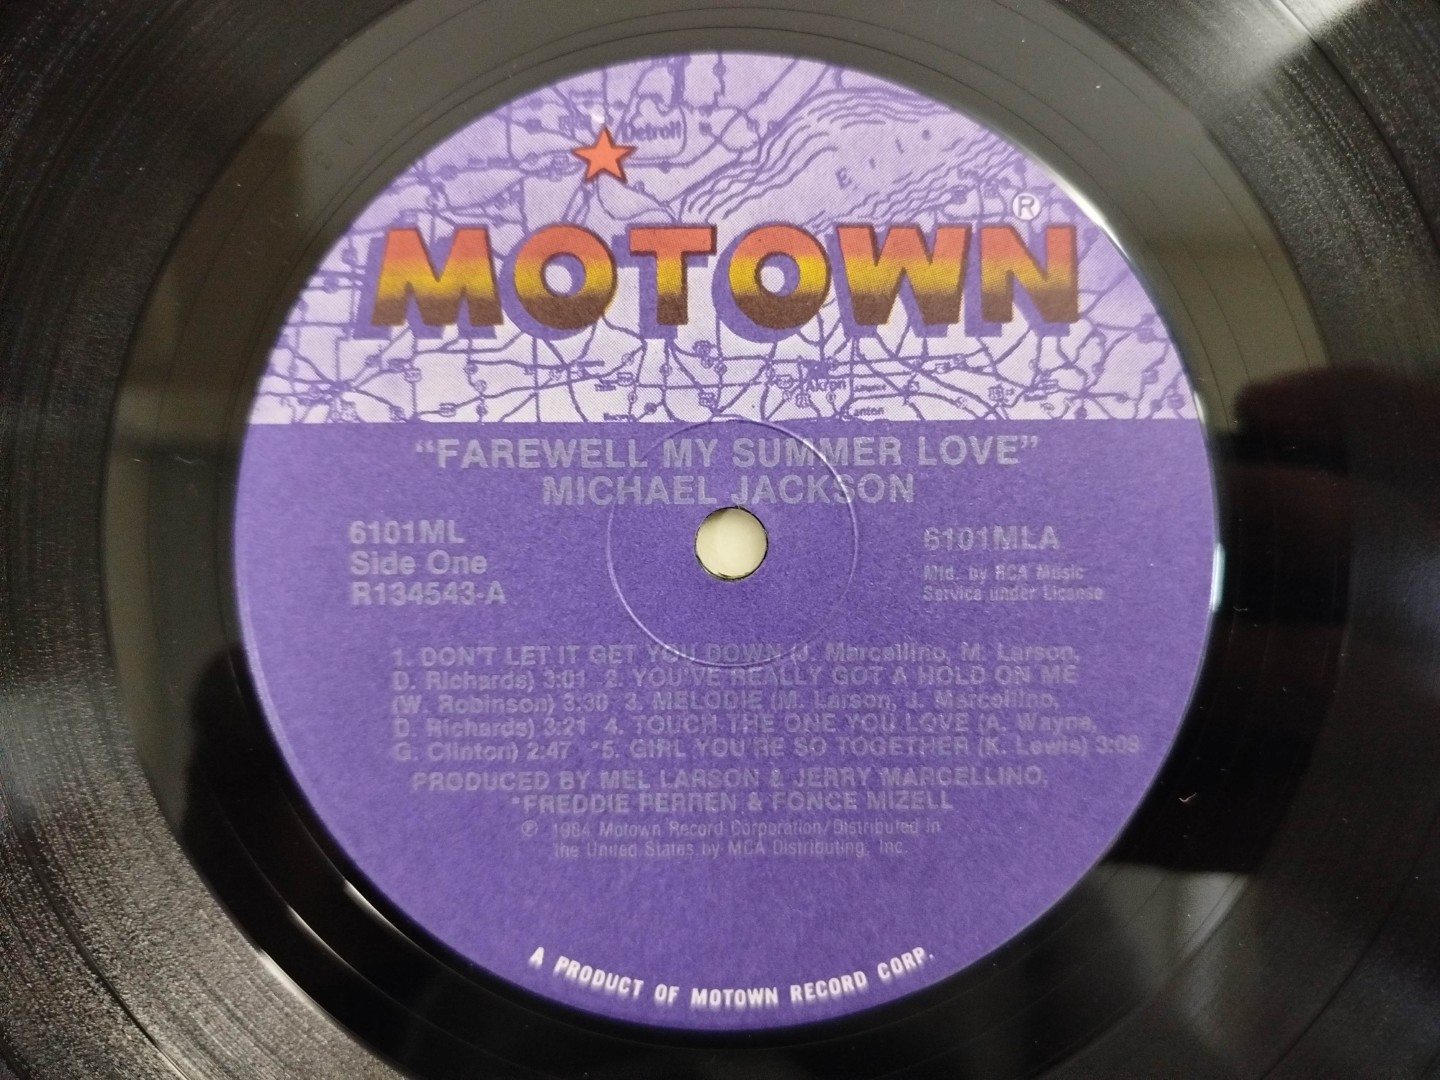 Detroit
Erie
MOTOWN®
Akron
anton
“FAREWELL MY SUMMER LOVE”
MICHAEL JACKSON
6101ML
Side One
R134543-A
6101MLA
Mfd. by RCA Music
Service under License
1. DON'T LET IT GET YOU DOWN (J. Marcellino, M. Larson,
D. Richards) 3:01 2. YOU'VE REALLY GOT A HOLD ON ME
(W. Robinson) 3:30 3. MELODIE (M. Larson, J. Marcellino,
D. Richards) 3:21 4. TOUCH THE ONE YOU LOVE (A. Wayne,
G. Clinton) 2:47 *5. GIRL YOU'RE SO TOGETHER (K. Lewis) 3:09
PRODUCED BY MEL LARSON & JERRY MARCELLINO,
*FREDDIE PERREN & FONCE MIZELL
℗ 1984 Motown Record Corporation/Distributed in
the United States by MCA Distributing, Inc.
A PRODUCT OF MOTOWN RECORD CORP.